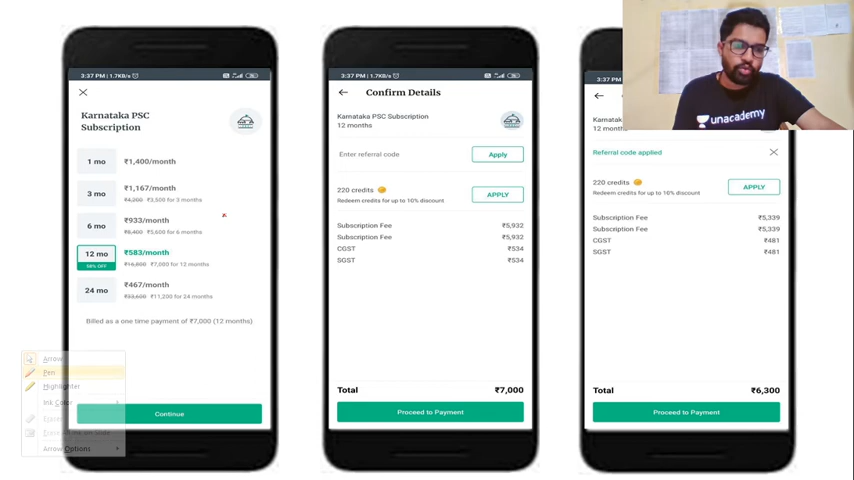 3:37 PM | 1.7KB/s
Karnataka PSC
Subscription
1 mo
₹1,400/month
3 mo
₹1,167/month
₹4,200 ₹3,500 for 3 months
6 mo
₹933/month
₹8,400 ₹5,600 for 6 months
12 mo
58% OFF
₹583/month
₹16,800 ₹7,000 for 12 months
24 mo
₹467/month
₹33,600 ₹11,200 for 24 months
Billed as a one time payment of ₹7,000 (12 months)
Continue
Arrow
Pen
Highlighter
Ink Color
Arrow Options
3:37 PM | 1.7KB/s
Confirm Details
Karnataka PSC Subscription
12 months
Enter referral code
Apply
220 credits
Redeem credits for up to 10% discount
APPLY
Subscription Fee ₹5,932
Subscription Fee ₹5,932
CGST ₹534
SGST ₹534
Total ₹7,000
Proceed to Payment
3:37 PM
Karnata
12 mont
Referral code applied
220 credits
Redeem credits for up to 10% discount
APPLY
Subscription Fee ₹5,339
Subscription Fee ₹5,339
CGST ₹481
SGST ₹481
Total ₹6,300
Proceed to Payment
unacademy